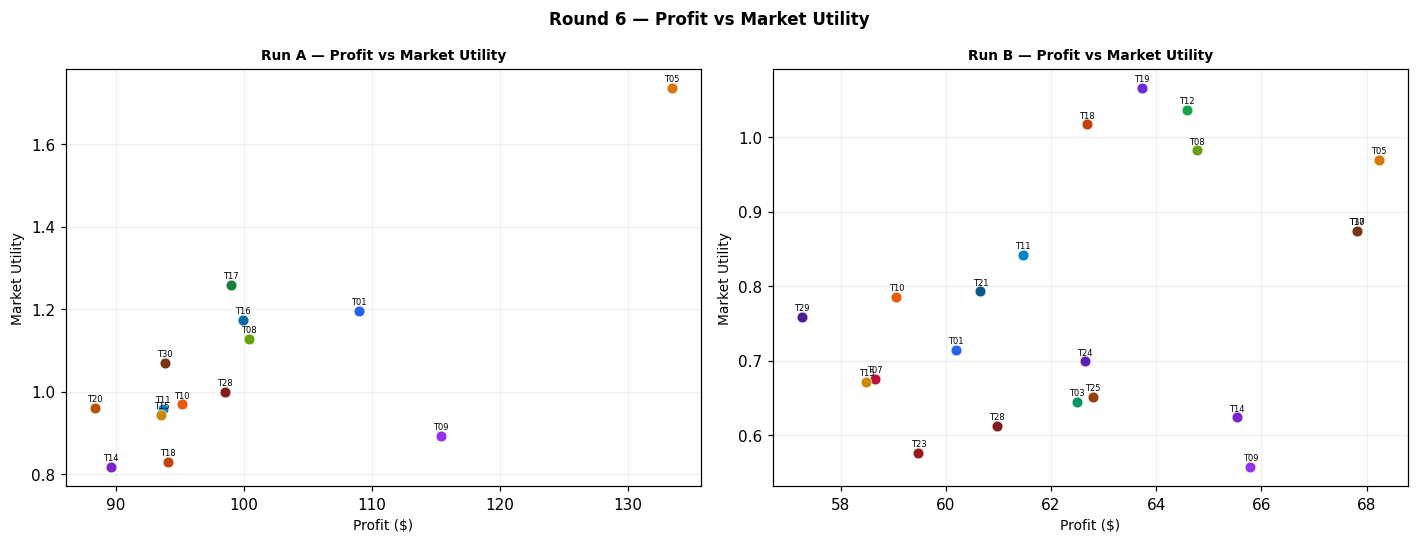 Round 6 — Profit vs Market Utility
Run A — Profit vs Market Utility
Market Utility
1.6
1.4
1.2
1.0
0.8
T05
T17
T01
T16
T08
T30
T28
T20
T11
T10
T09
T14
T18
90
100
110
120
130
Profit ($)
Run B — Profit vs Market Utility
Market Utility
1.0
0.9
0.8
0.7
0.6
T19
T12
T18
T08
T05
T11
T21
T10
T29
T01
T24
T07
T03
T25
T14
T28
T23
T09
58
60
62
64
66
68
Profit ($)